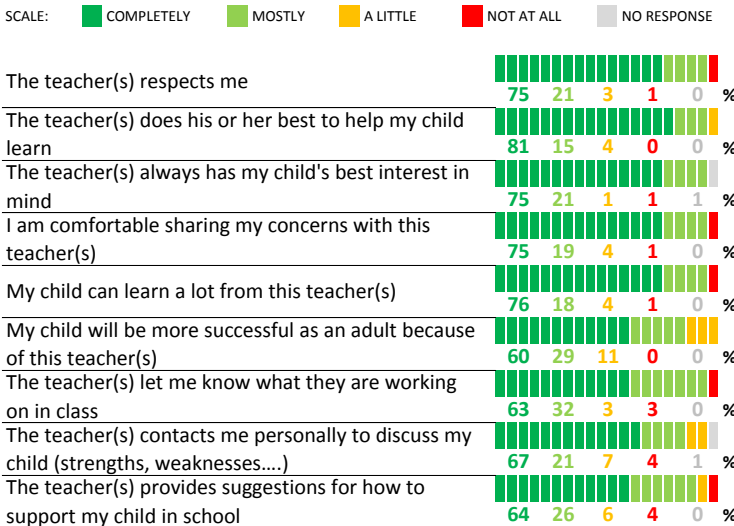 SCALE: COMPLETELY MOSTLY A LITTLE NOT AT ALL NO RESPONSE
The teacher(s) respects me
75 21 3 1 0 %
The teacher(s) does his or her best to help my child
learn
81 15 4 0 0 %
The teacher(s) always has my child's best interest in
mind
75 21 1 1 1 %
I am comfortable sharing my concerns with this
teacher(s)
75 19 4 1 0 %
My child can learn a lot from this teacher(s)
76 18 4 1 0 %
My child will be more successful as an adult because
of this teacher(s)
60 29 11 0 0 %
The teacher(s) let me know what they are working
on in class
63 32 3 3 0 %
The teacher(s) contacts me personally to discuss my
child (strengths, weaknesses....)
67 21 7 4 1 %
The teacher(s) provides suggestions for how to
support my child in school
64 26 6 4 0 %